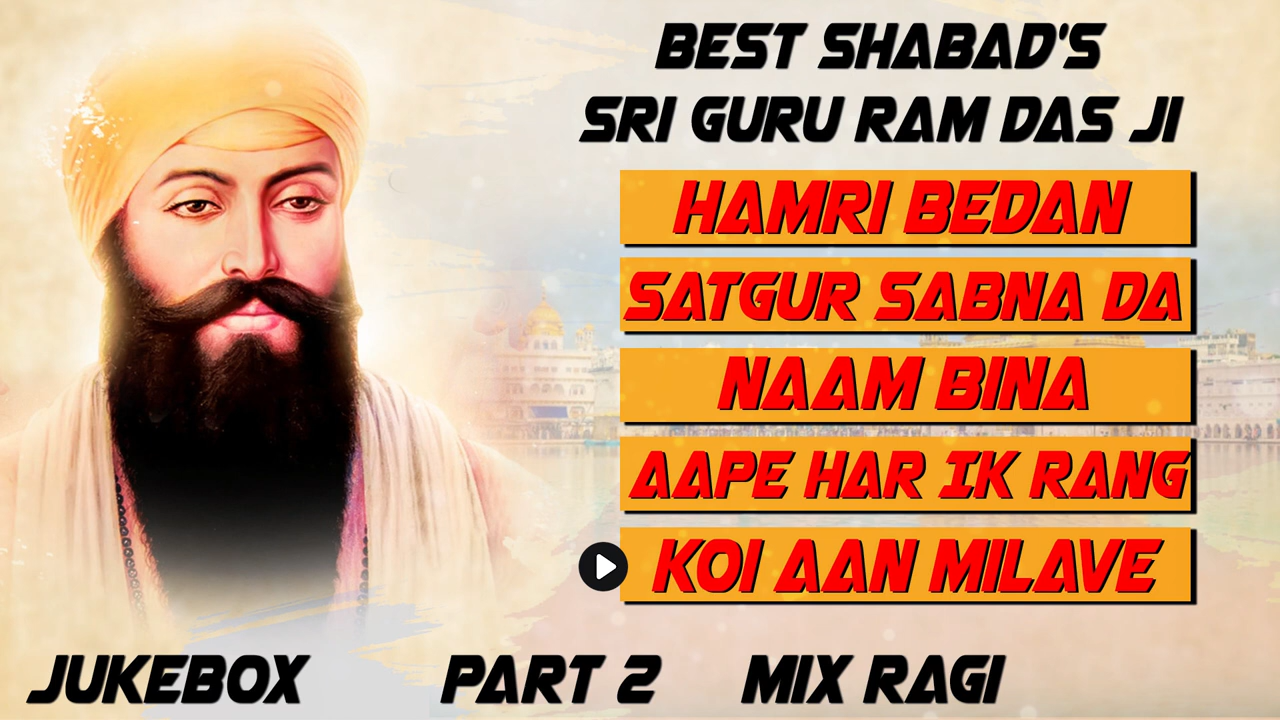 BEST SHABAD'S
SRI GURU RAM DAS JI
HAMRI BEDAN
SATGUR SABNA DA
NAAM BINA
AAPE HAR IK RANG
KOI AAN MILAVE
JUKEBOX PART 2 MIX RAGI